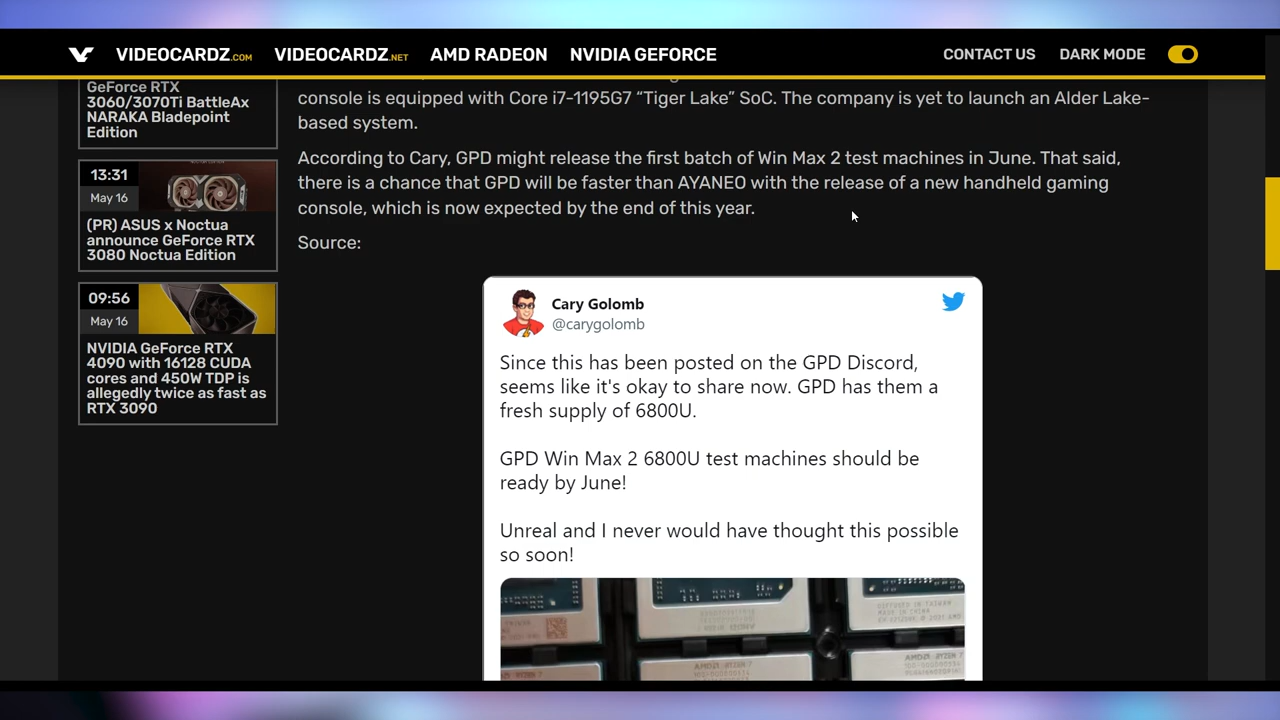 VIDEOCARDZ.COM VIDEOCARDZ.NET AMD RADEON NVIDIA GEFORCE CONTACT US DARK MODE
GeForce RTX
3060/3070Ti BattleAx
NARAKA Bladepoint
Edition
13:31
May 16
(PR) ASUS x Noctua
announce GeForce RTX
3080 Noctua Edition
09:56
May 16
NVIDIA GeForce RTX
4090 with 16128 CUDA
cores and 450W TDP is
allegedly twice as fast as
RTX 3090
console is equipped with Core i7-1195G7 “Tiger Lake” SoC. The company is yet to launch an Alder Lake-
based system.
According to Cary, GPD might release the first batch of Win Max 2 test machines in June. That said,
there is a chance that GPD will be faster than AYANEO with the release of a new handheld gaming
console, which is now expected by the end of this year.
Source:
Cary Golomb
@carygolomb
Since this has been posted on the GPD Discord,
seems like it's okay to share now. GPD has them a
fresh supply of 6800U.
GPD Win Max 2 6800U test machines should be
ready by June!
Unreal and I never would have thought this possible
so soon!
AMD RYZEN 7
AMD RYZEN 7